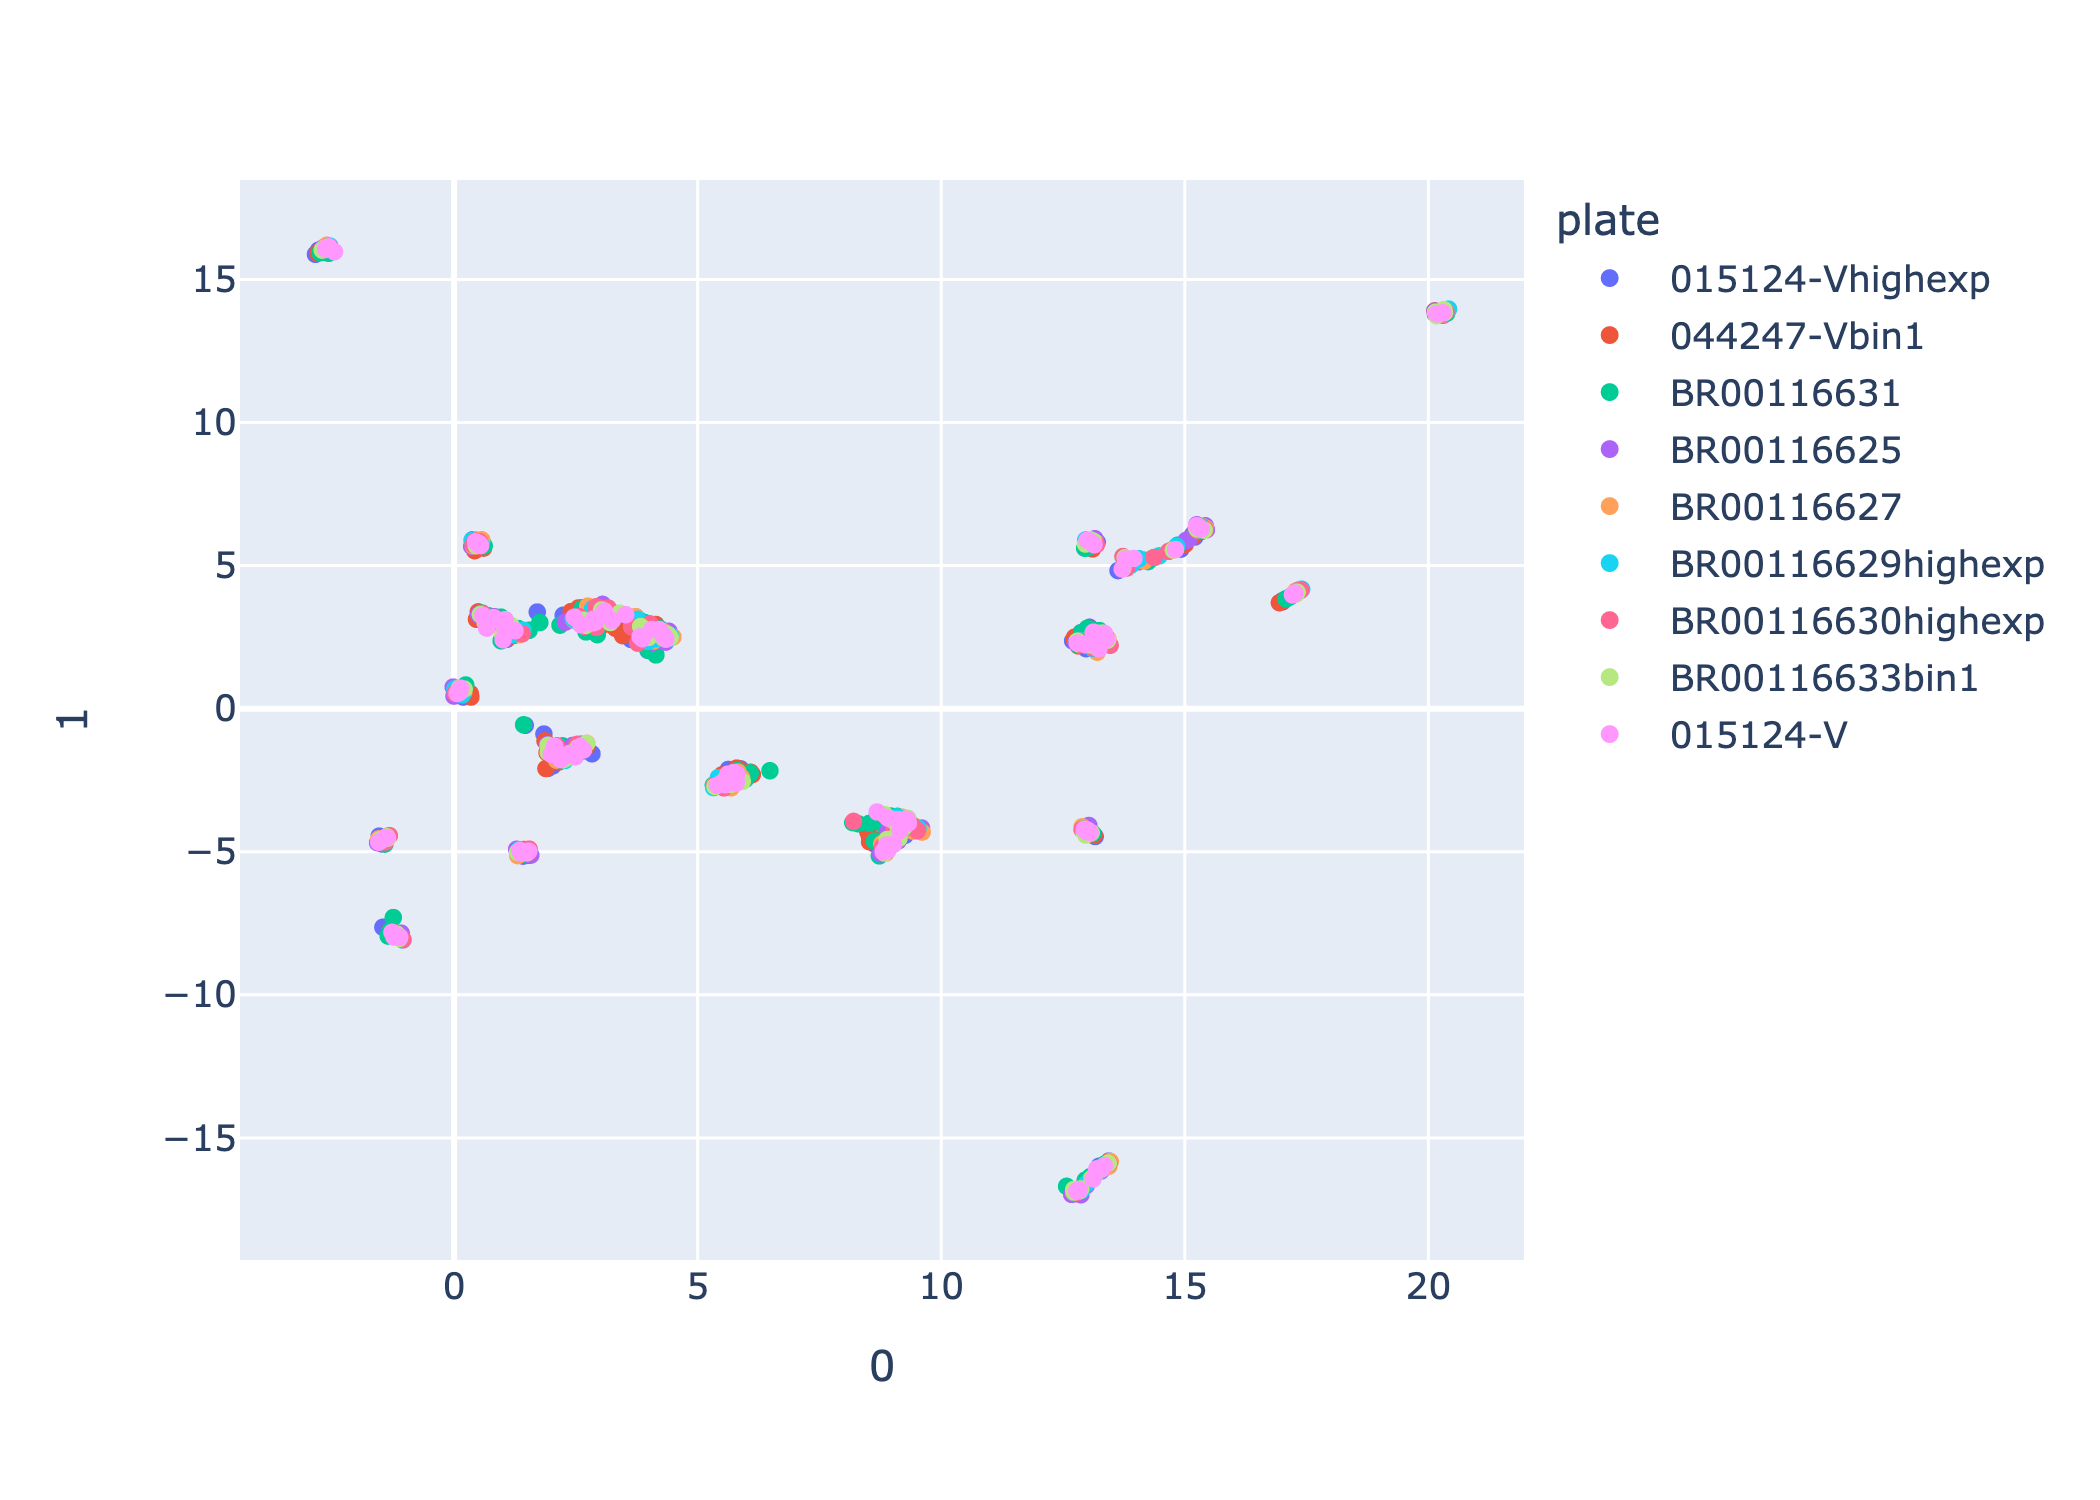 plate
015124-Vhighexp
044247-Vbin1
BR00116631
BR00116625
BR00116627
BR00116629highexp
BR00116630highexp
BR00116633bin1
015124-V
15
10
5
0
−5
−10
−15
1
0 5 10 15 20
0